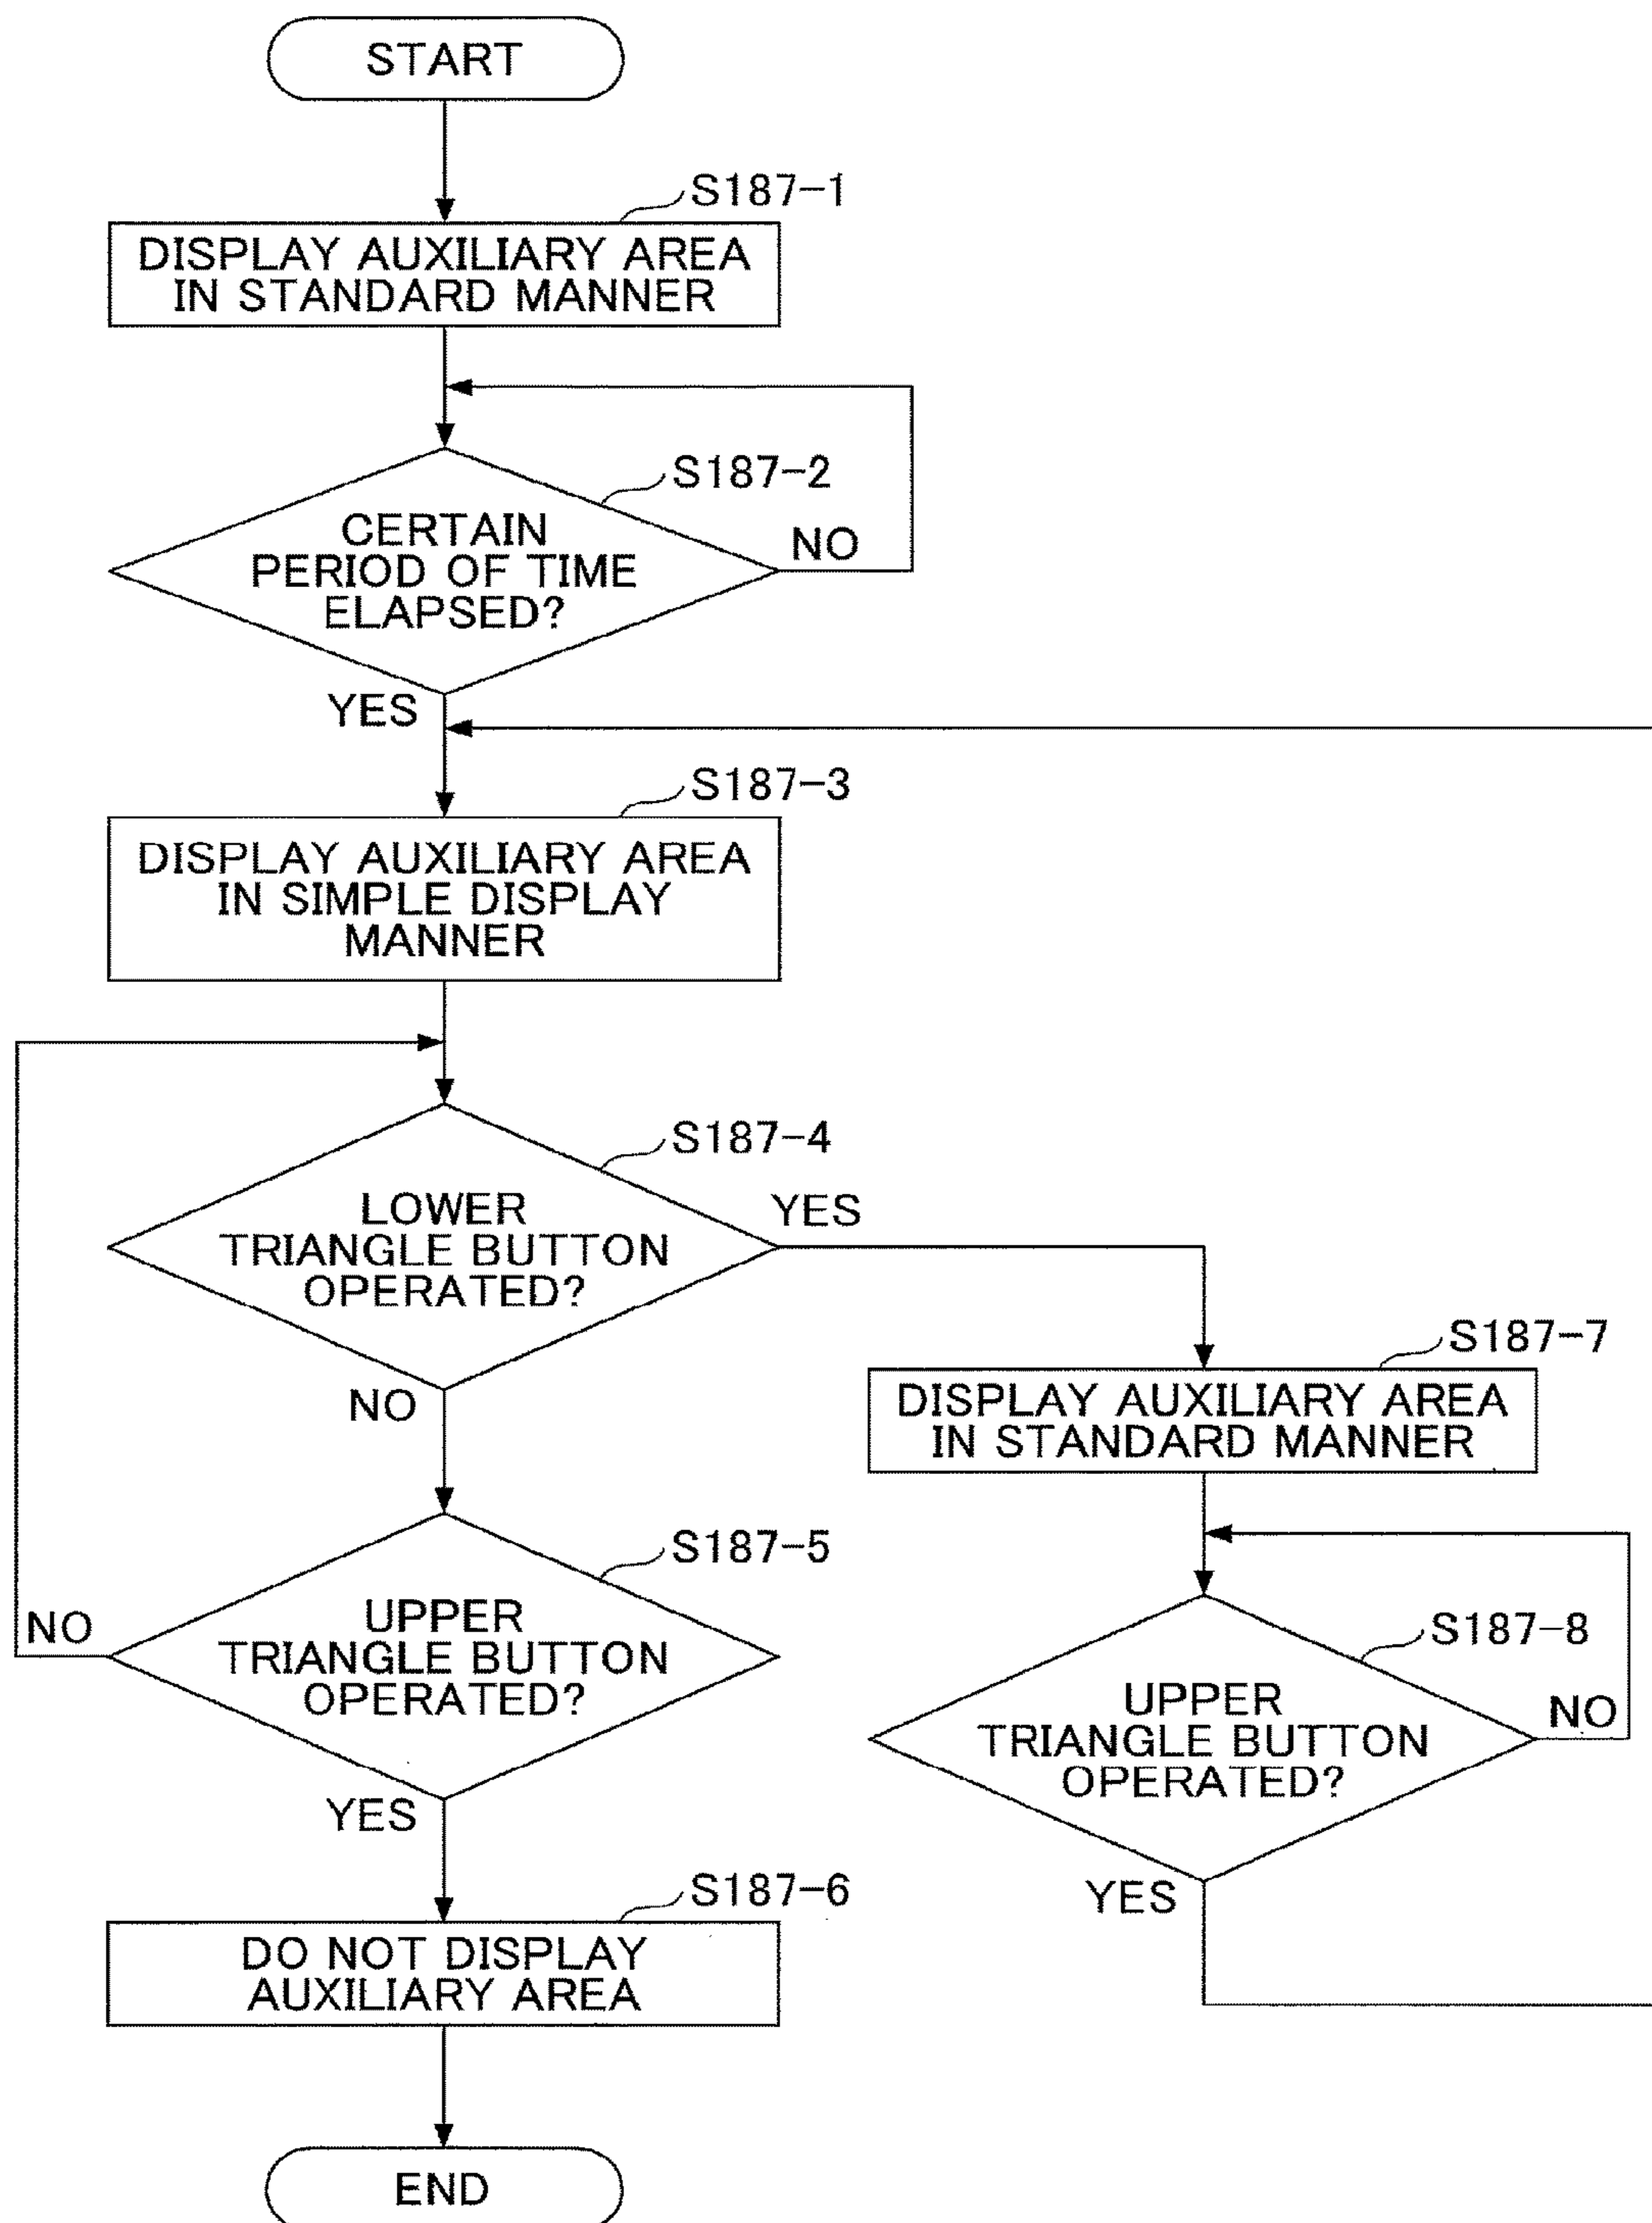 START
S187-1
DISPLAY AUXILIARY AREA
IN STANDARD MANNER
S187-2
CERTAIN
PERIOD OF TIME
ELAPSED?
NO
YES
S187-3
DISPLAY AUXILIARY AREA
IN SIMPLE DISPLAY
MANNER
S187-4
LOWER
TRIANGLE BUTTON
OPERATED?
YES
NO
S187-5
UPPER
TRIANGLE BUTTON
OPERATED?
NO
YES
S187-6
DO NOT DISPLAY
AUXILIARY AREA
END
S187-7
DISPLAY AUXILIARY AREA
IN STANDARD MANNER
S187-8
UPPER
TRIANGLE BUTTON
OPERATED?
NO
YES